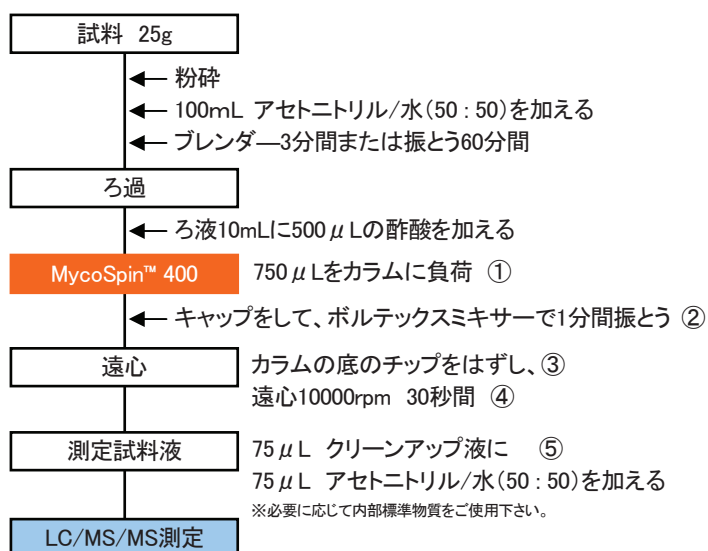 試料 25g
粉砕
100mL アセトニトリル/水(50：50)を加える
ブレンダ―3分間または振とう60分間
ろ過
ろ液10mLに500μLの酢酸を加える
MycoSpin™ 400 750μLをカラムに負荷 ①
キャップをして、ボルテックスミキサーで1分間振とう ②
遠心 カラムの底のチップをはずし、③
遠心10000rpm 30秒間 ④
測定試料液 75μL クリーンアップ液に ⑤
75μL アセトニトリル/水(50：50)を加える
※必要に応じて内部標準物質をご使用下さい。
LC/MS/MS測定